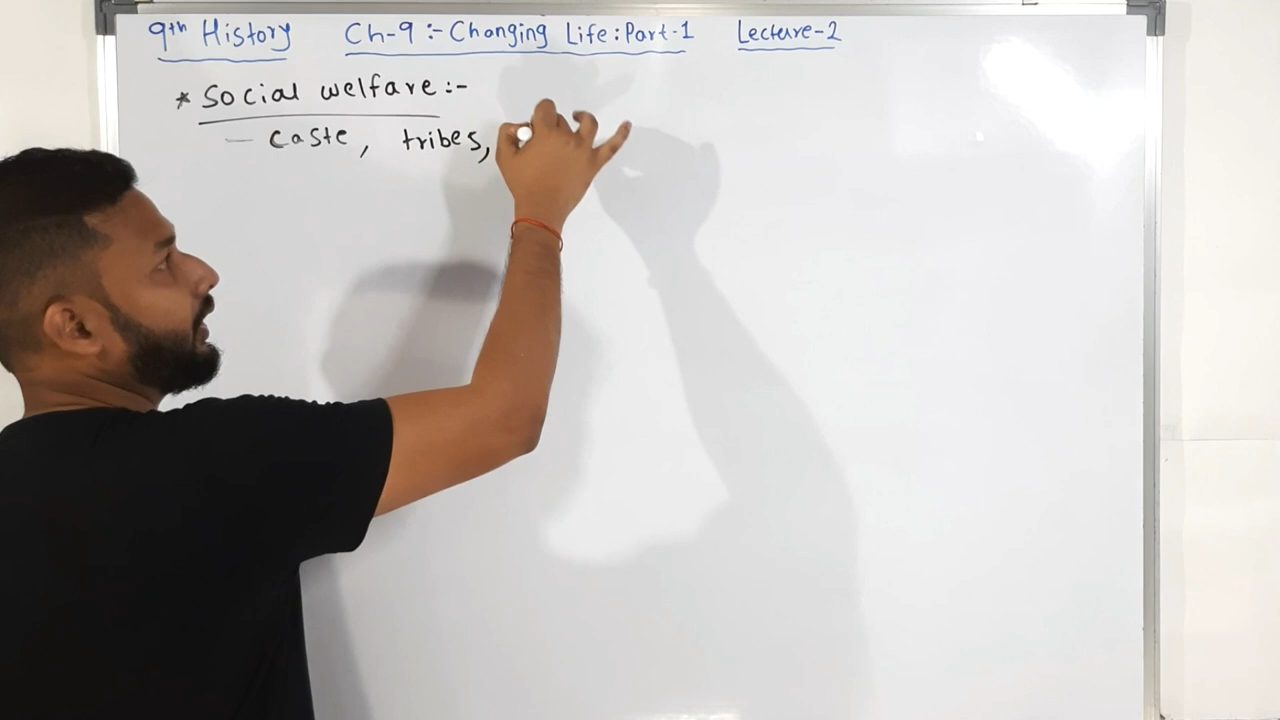 9th History Ch-9:- Changing Life: Part-1 Lecture-2
* Social welfare:-
- caste, tribes,